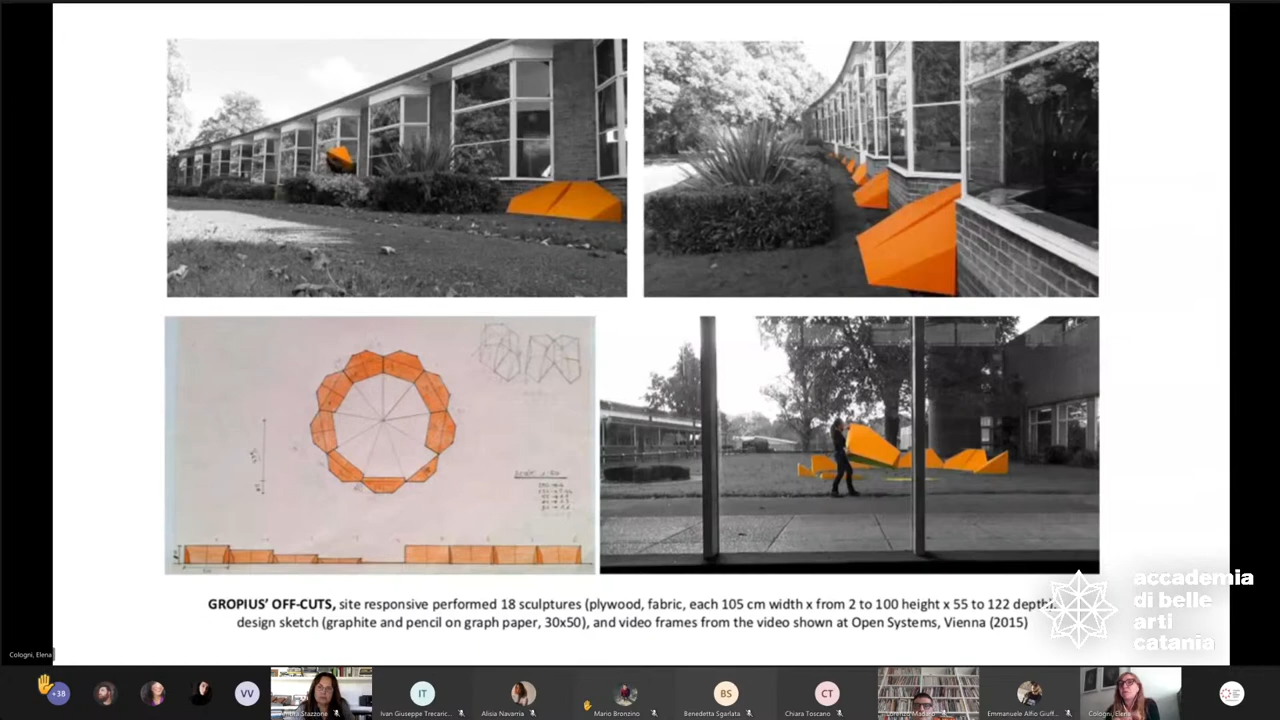 GROPIUS' OFF-CUTS, site responsive performed 18 sculptures (plywood, fabric, each 105 cm width x from 2 to 100 height x 55 to 122 depth),
design sketch (graphite and pencil on graph paper, 30x50), and video frames from the video shown at Open Systems, Vienna (2015)
accademia
di belle
arti
catania
Cologni, Elena
+38
VV
Stazzone
IT
Ivan Giuseppe Trecaric...
Alisia Navarria
Mario Bronzino
BS
Benedetta Sgarlata
CT
Chiara Toscano
Emmanuele Alfio Giuff...
Cologni, Elena